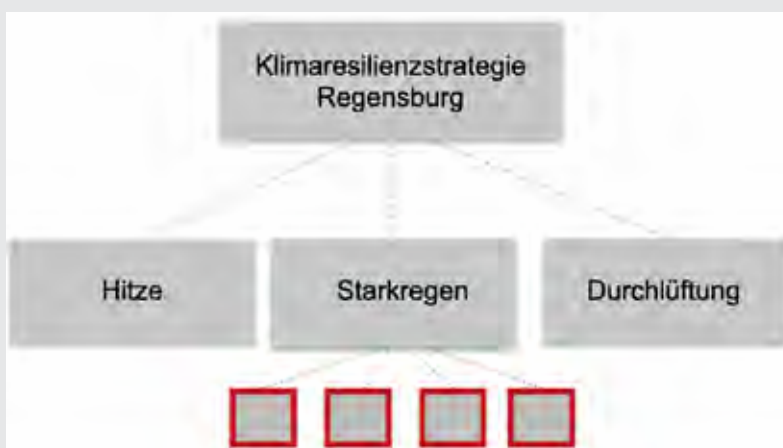 Klimaresilienzstrategie
Regensburg
Hitze
Starkregen
Durchlüftung